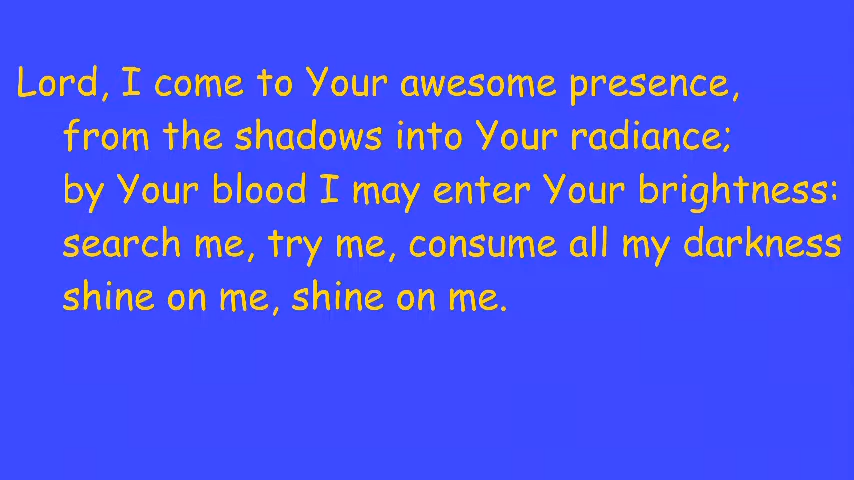 Lord, I come to Your awesome presence,
from the shadows into Your radiance;
by Your blood I may enter Your brightness:
search me, try me, consume all my darkness
shine on me, shine on me.